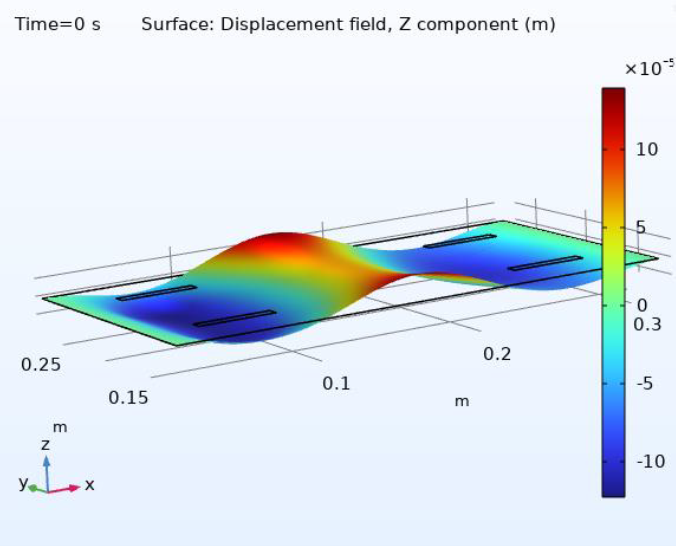 Time=0 s Surface: Displacement field, Z component (m)
×10⁻⁵
10
5
0
0.3
-5
-10
0.25
0.15
0.1
0.2
m
m
z
y
x